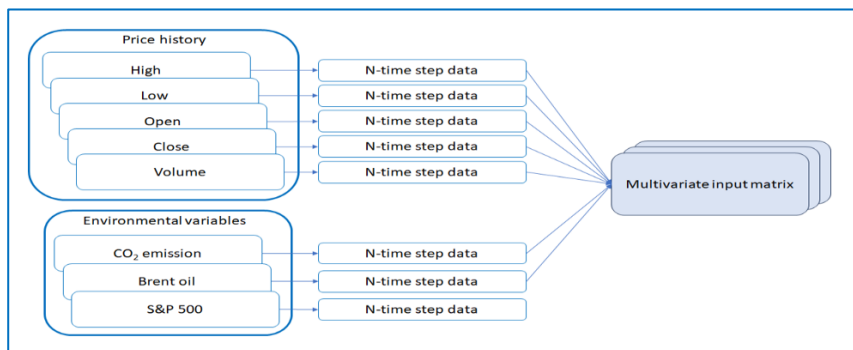 Price history
High
N-time step data
Low
N-time step data
Open
N-time step data
Close
N-time step data
Volume
N-time step data
Multivariate input matrix
Environmental variables
CO₂ emission
N-time step data
Brent oil
N-time step data
S&P 500
N-time step data